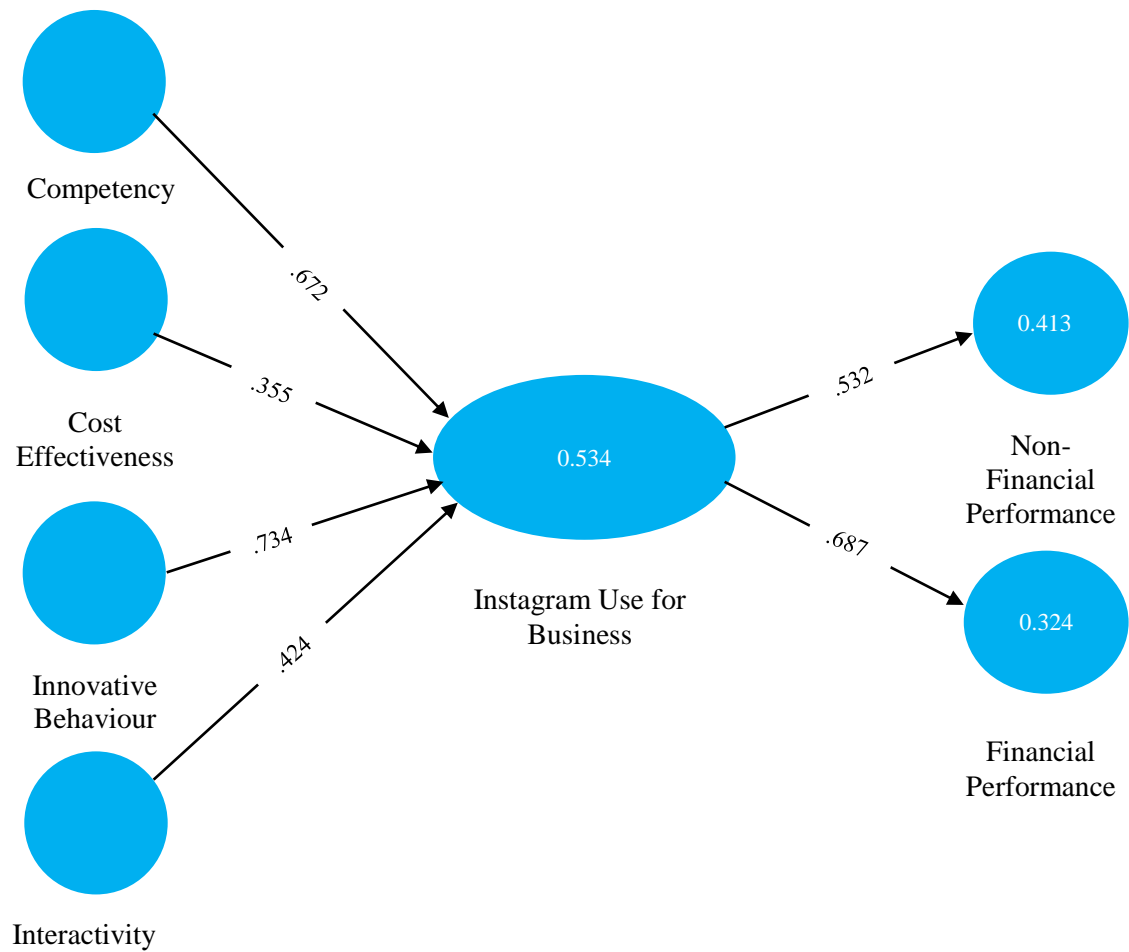 Competency
.672
Cost
Effectiveness
.355
Innovative
Behaviour
.734
Interactivity
.424
0.534
Instagram Use for
Business
.532
0.413
Non-
Financial
Performance
.687
0.324
Financial
Performance